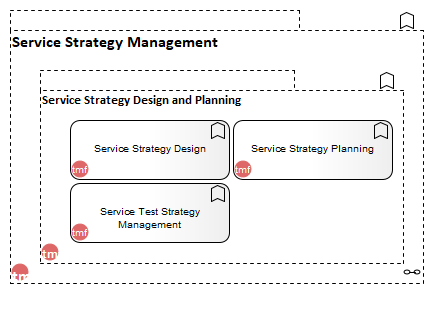 Service Strategy Management
Service Strategy Design and Planning
Service Strategy Design
Service Strategy Planning
tmf
tmf
Service Test Strategy
Management
tmf
tmf
tm